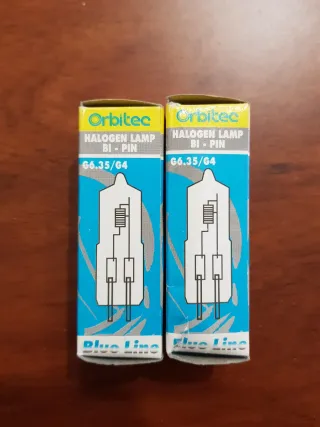 Orbitec
HALOGEN LAMP
BI - PIN
G6.35/G4
Blue Line
Orbitec
HALOGEN LAMP
BI - PIN
G6.35/G4
Blue Line